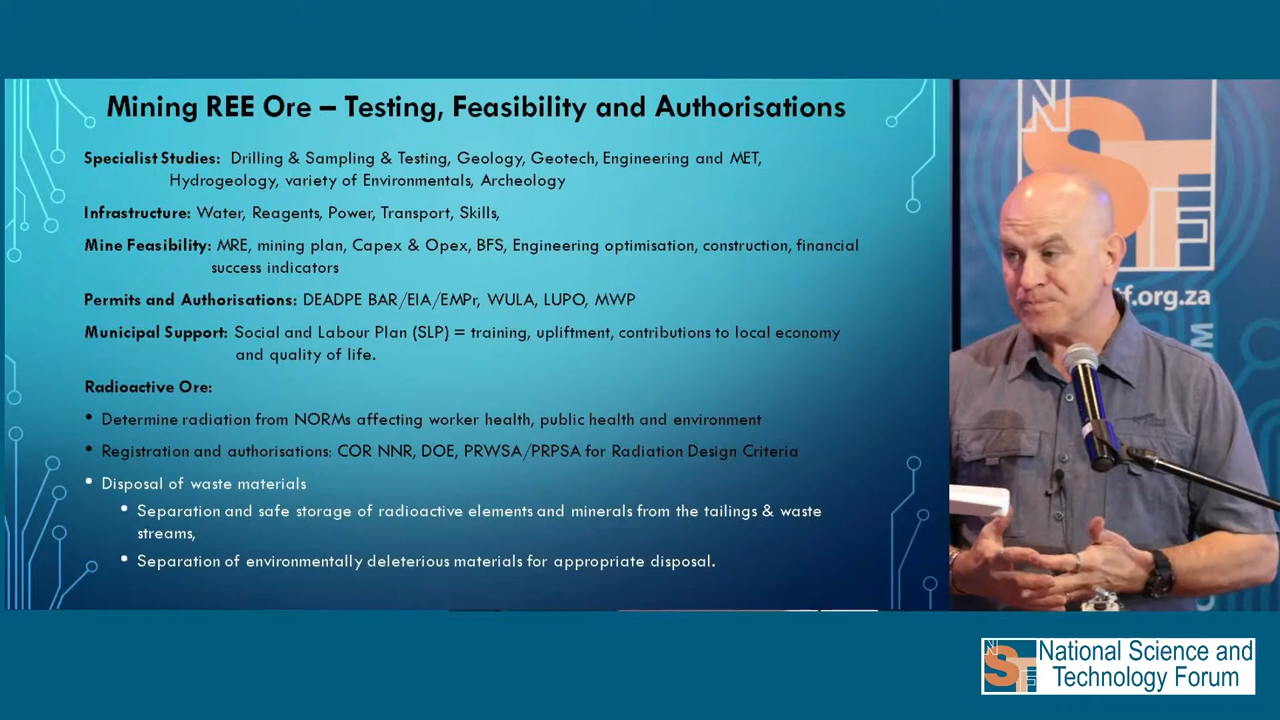 Mining REE Ore – Testing, Feasibility and Authorisations
Specialist Studies: Drilling & Sampling & Testing, Geology, Geotech, Engineering and MET,
Hydrogeology, variety of Environmentals, Archeology
Infrastructure: Water, Reagents, Power, Transport, Skills,
Mine Feasibility: MRE, mining plan, Capex & Opex, BFS, Engineering optimisation, construction, financial
success indicators
Permits and Authorisations: DEADPE BAR/EIA/EMPr, WULA, LUPO, MWP
Municipal Support: Social and Labour Plan (SLP) = training, upliftment, contributions to local economy
and quality of life.
Radioactive Ore:
• Determine radiation from NORMs affecting worker health, public health and environment
• Registration and authorisations: COR NNR, DOE, PRWSA/PRPSA for Radiation Design Criteria
• Disposal of waste materials
• Separation and safe storage of radioactive elements and minerals from the tailings & waste
streams,
• Separation of environmentally deleterious materials for appropriate disposal.
NSTF
tf.org.za
UM
NSTF
National Science and
Technology Forum